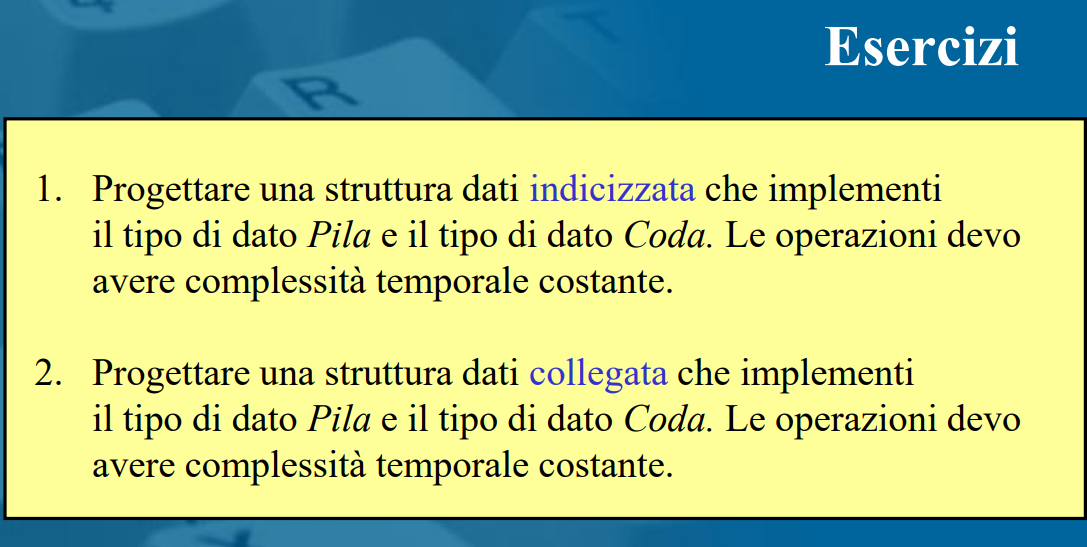 Esercizi
1. Progettare una struttura dati indicizzata che implementi
il tipo di dato Pila e il tipo di dato Coda. Le operazioni devo
avere complessità temporale costante.
2. Progettare una struttura dati collegata che implementi
il tipo di dato Pila e il tipo di dato Coda. Le operazioni devo
avere complessità temporale costante.